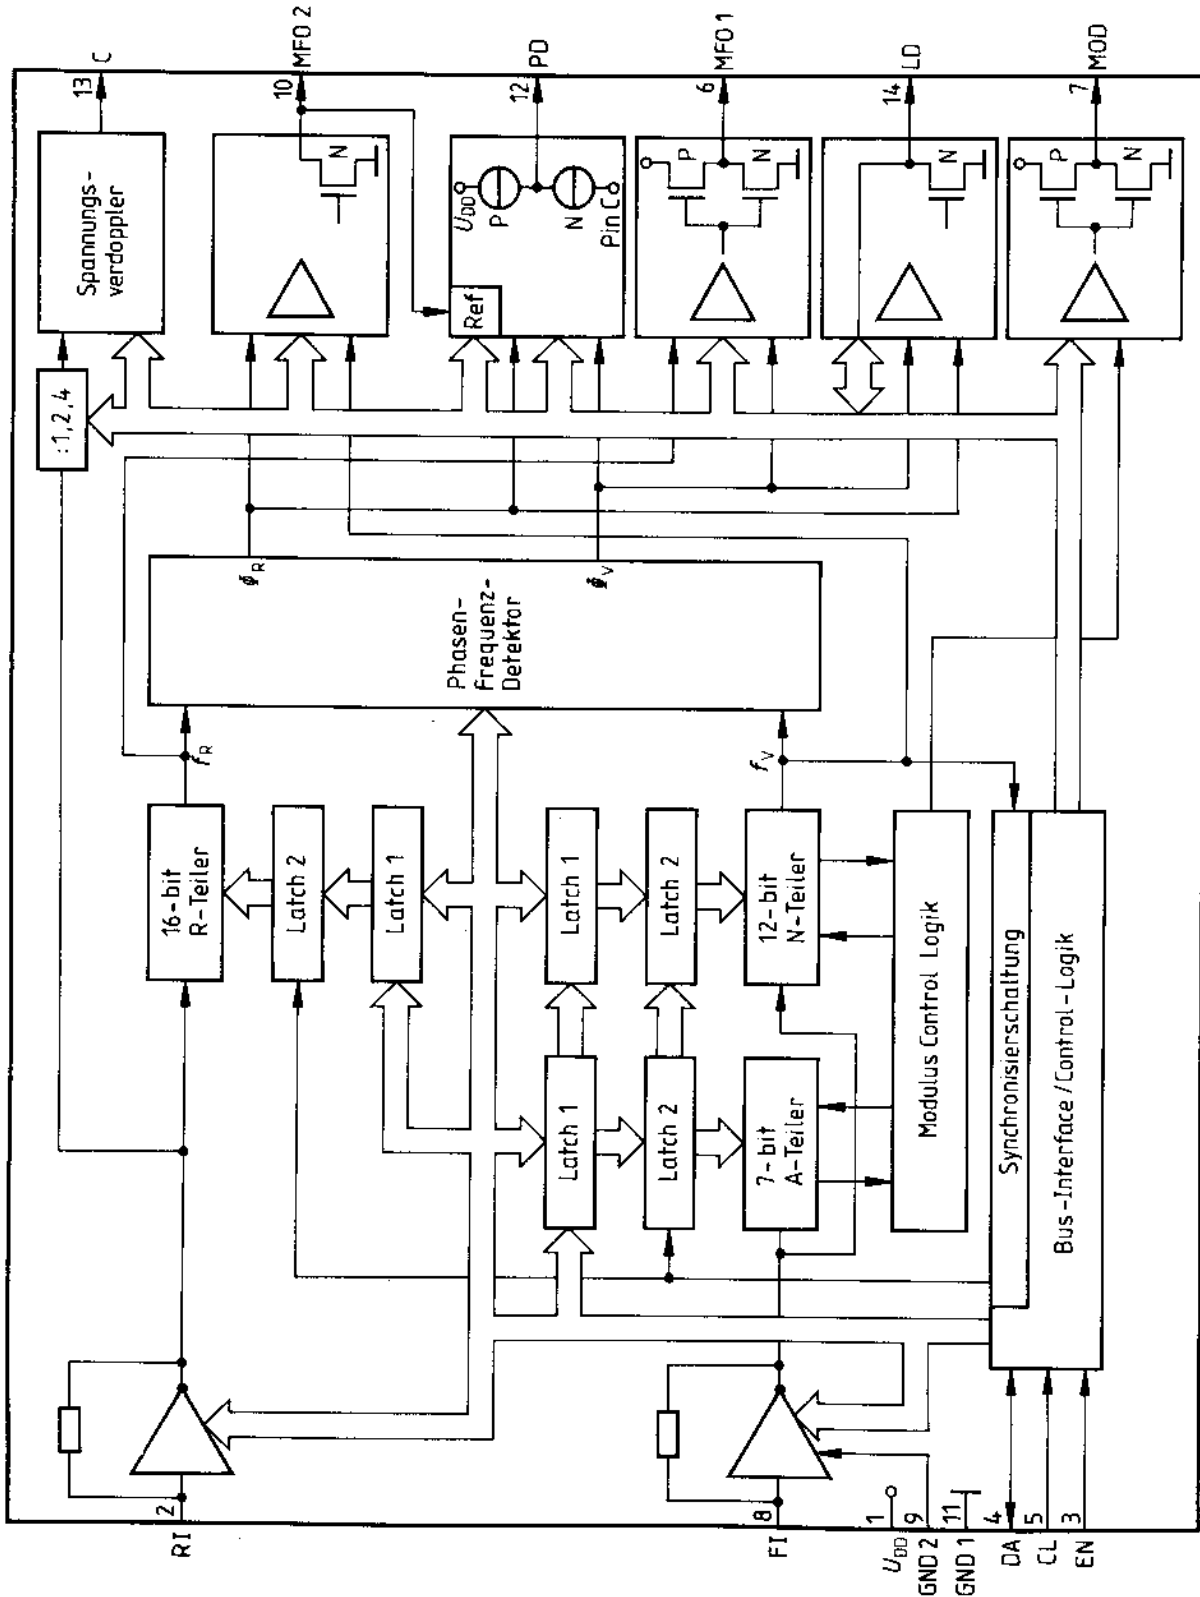 13
C
10
MFO 2
12
PD
6
MFO 1
14
LD
7
MOD
Spannungs-
verdoppler
N
UDD
P
N
Pin C
Ref
P
N
N
P
N
:1, 2, 4
ΦR
ΦV
Phasen-
Frequenz-
Detektor
fR
fV
16-bit
R-Teiler
Latch 2
Latch 1
Latch 1
Latch 2
12-bit
N-Teiler
Latch 1
Latch 2
7-bit
A-Teiler
Modulus Control Logik
Synchronisierschaltung
Bus-Interface/Control-Logik
2
RI
8
FI
1
UDD
9
GND 2
11
GND 1
4
DA
5
CL
3
EN